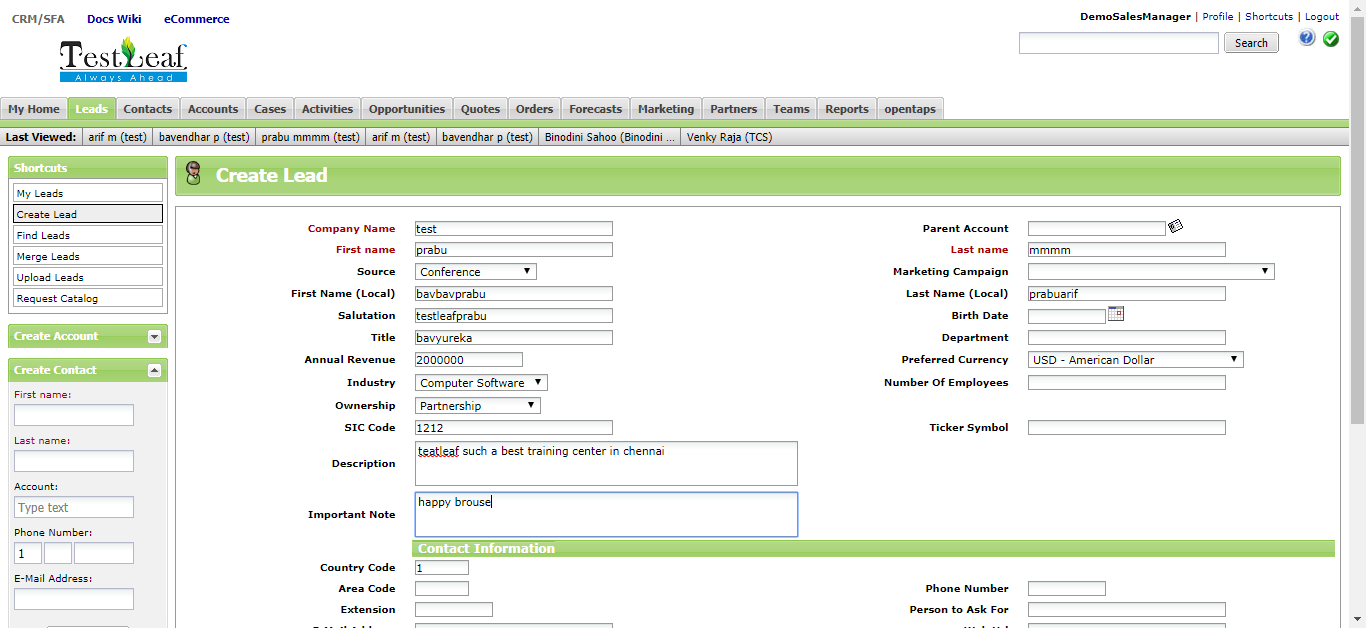 CRM/SFA Docs Wiki eCommerce
DemoSalesManager | Profile | Shortcuts | Logout
TestLeaf
Always Ahead
Search
My Home Leads Contacts Accounts Cases Activities Opportunities Quotes Orders Forecasts Marketing Partners Teams Reports opentaps
Last Viewed: arif m (test) bavendhar p (test) prabu mmmm (test) arif m (test) bavendhar p (test) Binodini Sahoo (Binodini ... Venky Raja (TCS)
Shortcuts
My Leads
Create Lead
Find Leads
Merge Leads
Upload Leads
Request Catalog
Create Account
Create Contact
First name:
Last name:
Account:
Type text
Phone Number:
1
E-Mail Address:
Create Lead
Company Name test Parent Account
First name prabu Last name mmmm
Source Conference Marketing Campaign
First Name (Local) bavbavprabu Last Name (Local) prabuarif
Salutation testleafprabu Birth Date
Title bavyureka Department
Annual Revenue 2000000 Preferred Currency USD - American Dollar
Industry Computer Software Number Of Employees
Ownership Partnership
SIC Code 1212 Ticker Symbol
Description teatleaf such a best training center in chennai
Important Note happy brouse
Contact Information
Country Code 1
Area Code Phone Number
Extension Person to Ask For